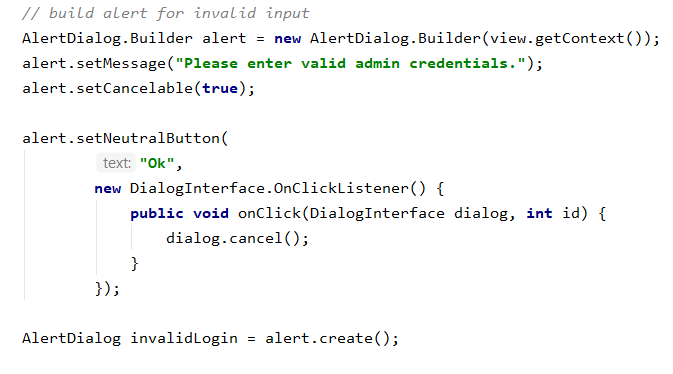 // build alert for invalid input
AlertDialog.Builder alert = new AlertDialog.Builder(view.getContext());
alert.setMessage("Please enter valid admin credentials.");
alert.setCancelable(true);

alert.setNeutralButton(
        text: "Ok",
        new DialogInterface.OnClickListener() {
            public void onClick(DialogInterface dialog, int id) {
                dialog.cancel();
            }
        });

AlertDialog invalidLogin = alert.create();